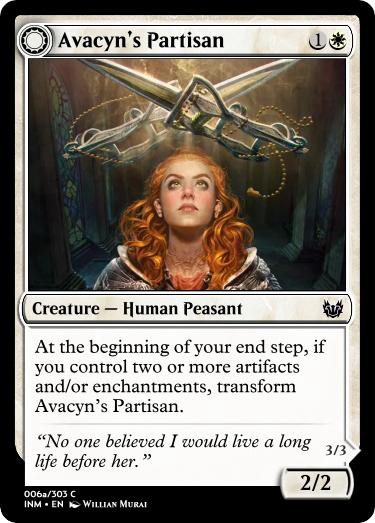 Avacyn's Partisan 1
Creature — Human Peasant
At the beginning of your end step, if
you control two or more artifacts
and/or enchantments, transform
Avacyn's Partisan.
“No one believed I would live a long
life before her.”
3/3
2/2
006a/303 C
INM • EN Willian Murai